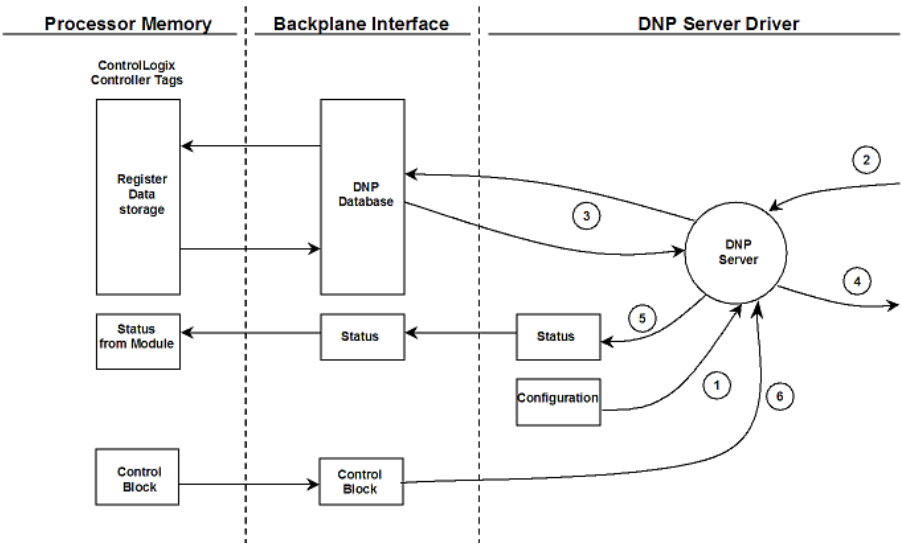 Processor Memory
Backplane Interface
DNP Server Driver
ControlLogix
Controller Tags
Register
Data
storage
DNP
Database
2
3
DNP
Server
4
Status
from Module
Status
Status
5
Configuration
1
6
Control
Block
Control
Block